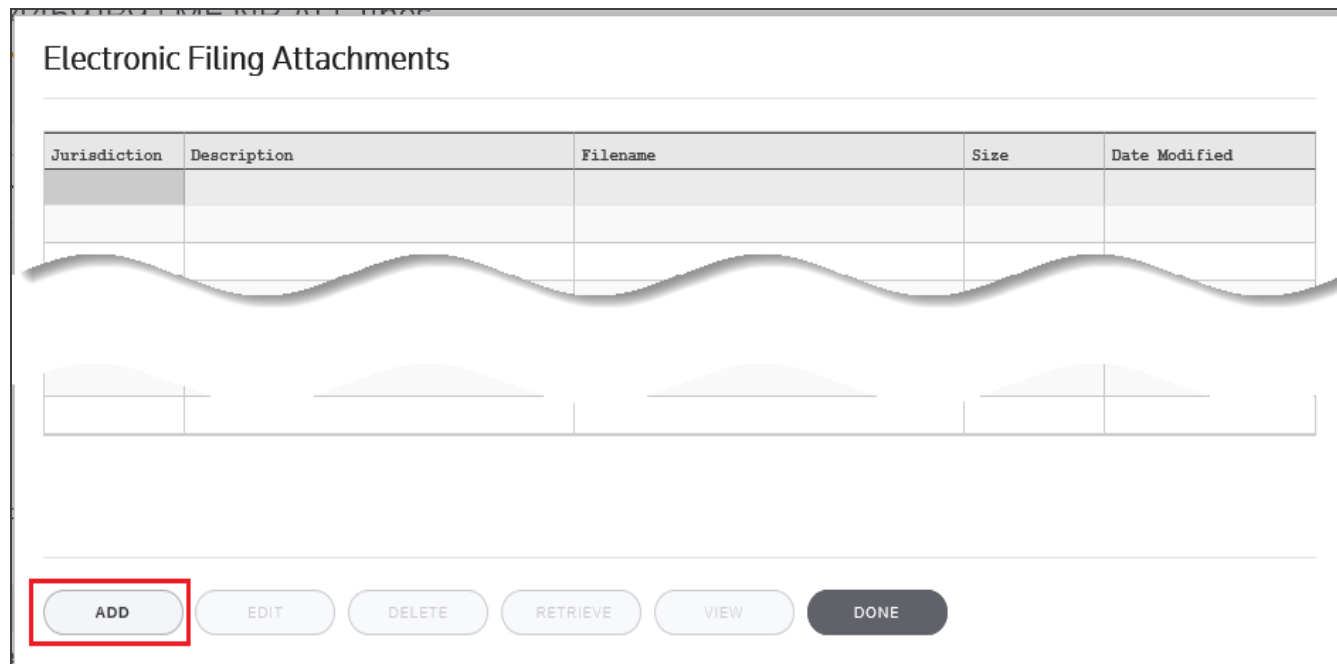 Electronic Filing Attachments
Jurisdiction Description Filename Size Date Modified
ADD EDIT DELETE RETRIEVE VIEW DONE